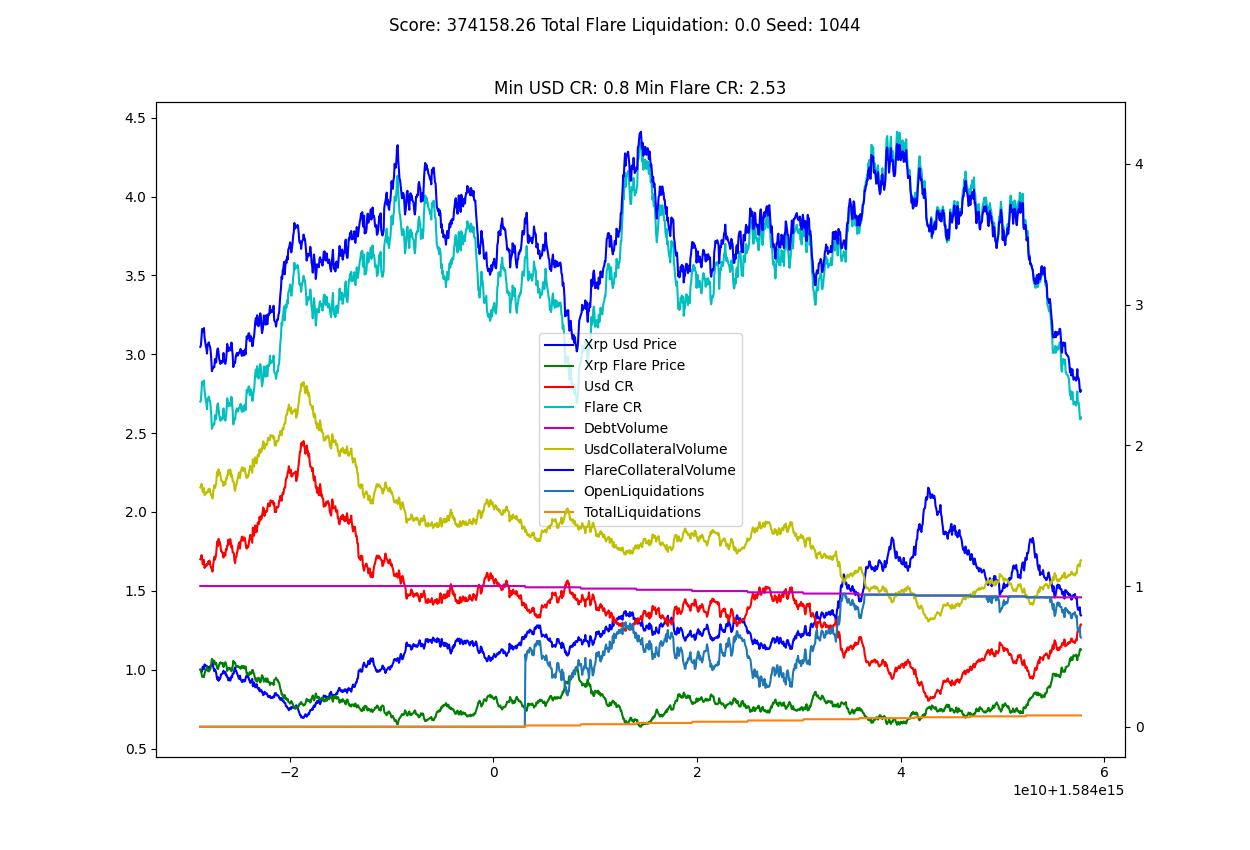 Score: 374158.26 Total Flare Liquidation: 0.0 Seed: 1044
Min USD CR: 0.8 Min Flare CR: 2.53
4.5
4.0
3.5
3.0
2.5
2.0
1.5
1.0
0.5
4
3
2
1
0
Xrp Usd Price
Xrp Flare Price
Usd CR
Flare CR
DebtVolume
UsdCollateralVolume
FlareCollateralVolume
OpenLiquidations
TotalLiquidations
−2 0 2 4 6
1e10+1.584e15